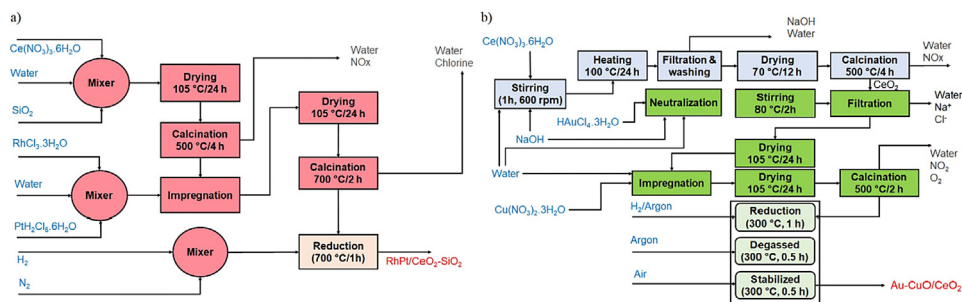 a)
Ce(NO3)3.6H2O
Water
SiO2
Mixer
Drying
105 °C/24 h
Calcination
500 °C/4 h
Water
NOx
RhCl3.3H2O
Water
PtH2Cl6.6H2O
Mixer
Impregnation
Drying
105 °C/24 h
Calcination
700 °C/2 h
Water
Chlorine
H2
N2
Mixer
Reduction
(700 °C/1h)
RhPt/CeO2-SiO2
b)
Ce(NO3)3.6H2O
Stirring
(1h, 600 rpm)
Heating
100 °C/24 h
Filtration &
washing
NaOH
Water
Drying
70 °C/12 h
Calcination
500 °C/4 h
Water
NOx
CeO2
Neutralization
HAuCl4.3H2O
NaOH
Stirring
80 °C/2h
Filtration
Water
Na+
Cl-
Drying
105 °C/24 h
Water
Cu(NO3)2.3H2O
Impregnation
Drying
105 °C/24 h
Calcination
500 °C/2 h
Water
NO2
O2
H2/Argon
Reduction
(300 °C, 1 h)
Argon
Degassed
(300 °C, 0.5 h)
Air
Stabilized
(300 °C, 0.5 h)
Au-CuO/CeO2